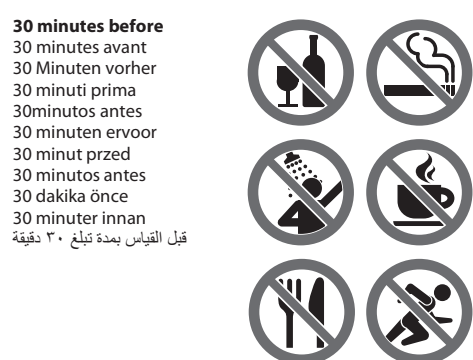 30 minutes before
30 minutes avant
30 Minuten vorher
30 minuti prima
30minutos antes
30 minuten ervoor
30 minut przed
30 minutos antes
30 dakika önce
30 minuter innan
قبل القياس بمدة تبلغ ٣٠ دقيقة